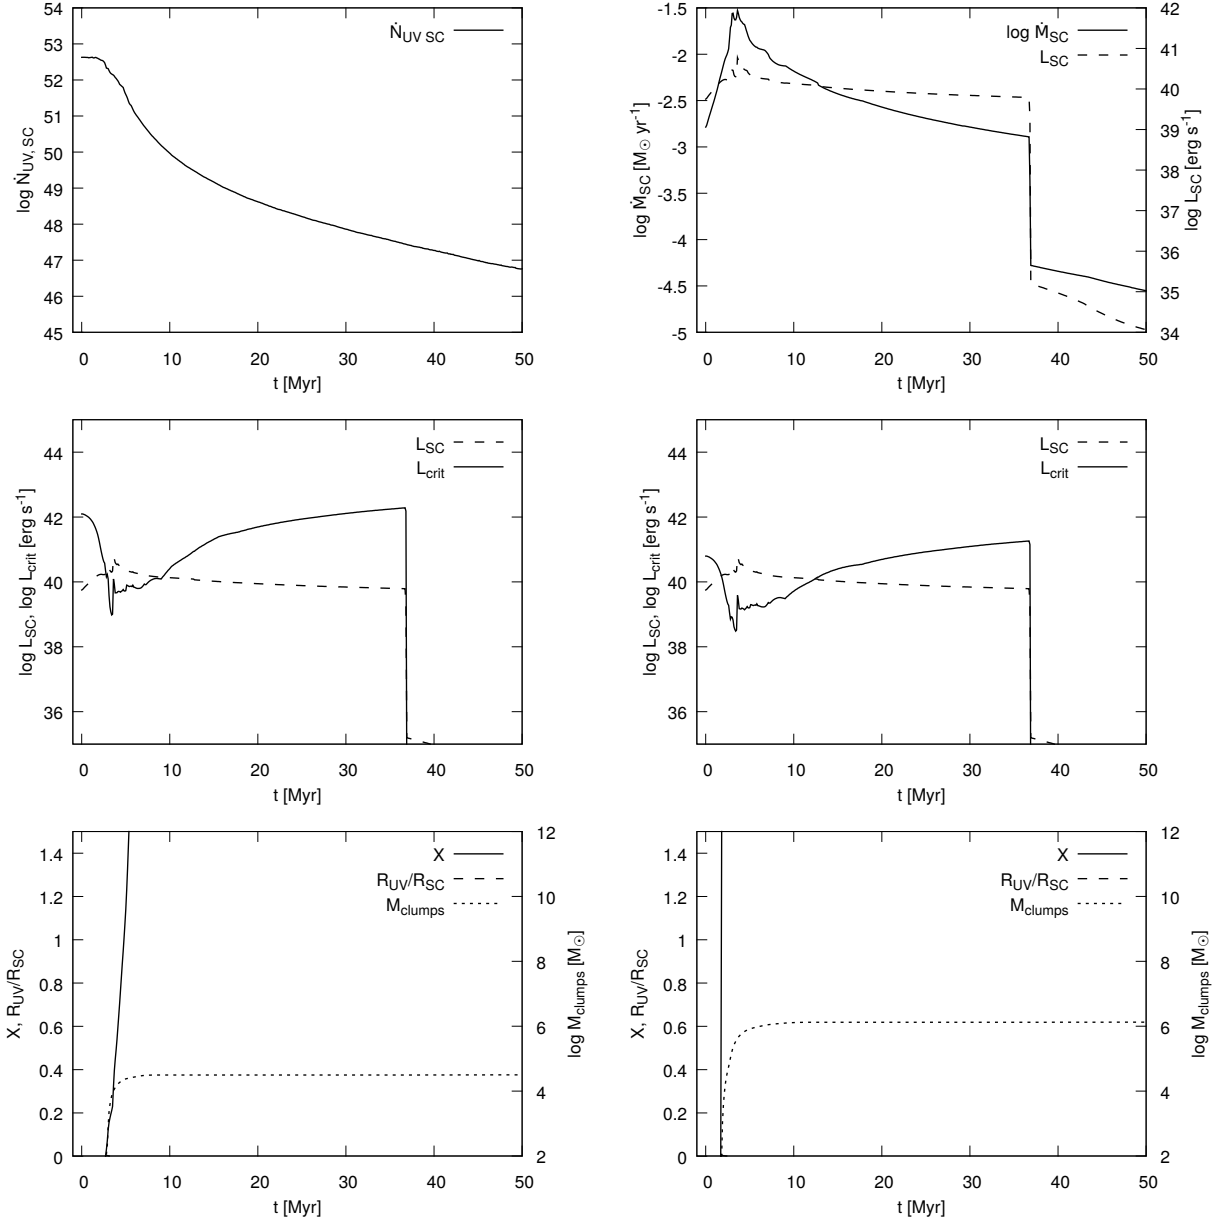 54
53
52
51
50
49
48
47
46
45
log Ṅ_UV, SC
Ṅ_UV SC
0 10 20 30 40 50
t [Myr]
-1.5
-2
-2.5
-3
-3.5
-4
-4.5
-5
log Ṁ_SC [M⊙ yr⁻¹]
log Ṁ_SC
L_SC
42
41
40
39
38
37
36
35
34
log L_SC [erg s⁻¹]
0 10 20 30 40 50
t [Myr]
44
42
40
38
36
log L_SC, log L_crit [erg s⁻¹]
L_SC
L_crit
0 10 20 30 40 50
t [Myr]
44
42
40
38
36
log L_SC, log L_crit [erg s⁻¹]
L_SC
L_crit
0 10 20 30 40 50
t [Myr]
1.4
1.2
1
0.8
0.6
0.4
0.2
0
X, R_UV/R_SC
X
R_UV/R_SC
M_clumps
12
10
8
6
4
2
log M_clumps [M⊙]
0 10 20 30 40 50
t [Myr]
1.4
1.2
1
0.8
0.6
0.4
0.2
0
X, R_UV/R_SC
X
R_UV/R_SC
M_clumps
12
10
8
6
4
2
log M_clumps [M⊙]
0 10 20 30 40 50
t [Myr]